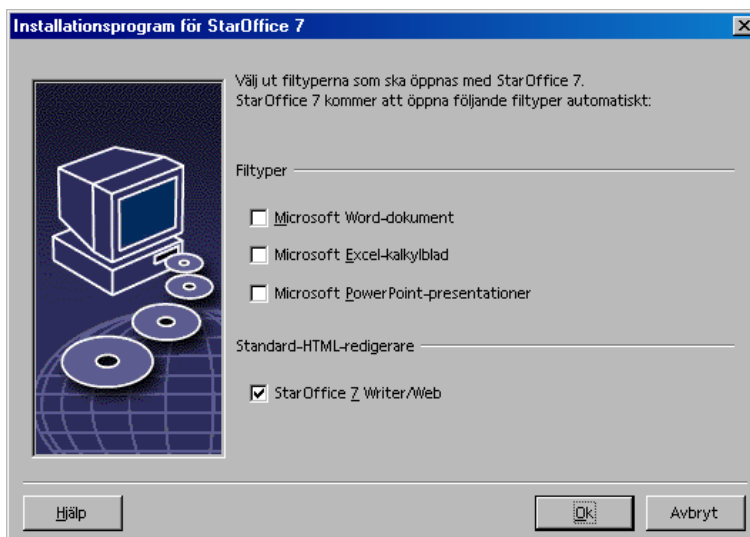 Installationsprogram för StarOffice 7
Välj ut filtyperna som ska öppnas med StarOffice 7.
StarOffice 7 kommer att öppna följande filtyper automatiskt:
Filtyper
Microsoft Word-dokument
Microsoft Excel-kalkylblad
Microsoft PowerPoint-presentationer
Standard-HTML-redigerare
StarOffice 7 Writer/Web
Hjälp
Ok
Avbryt